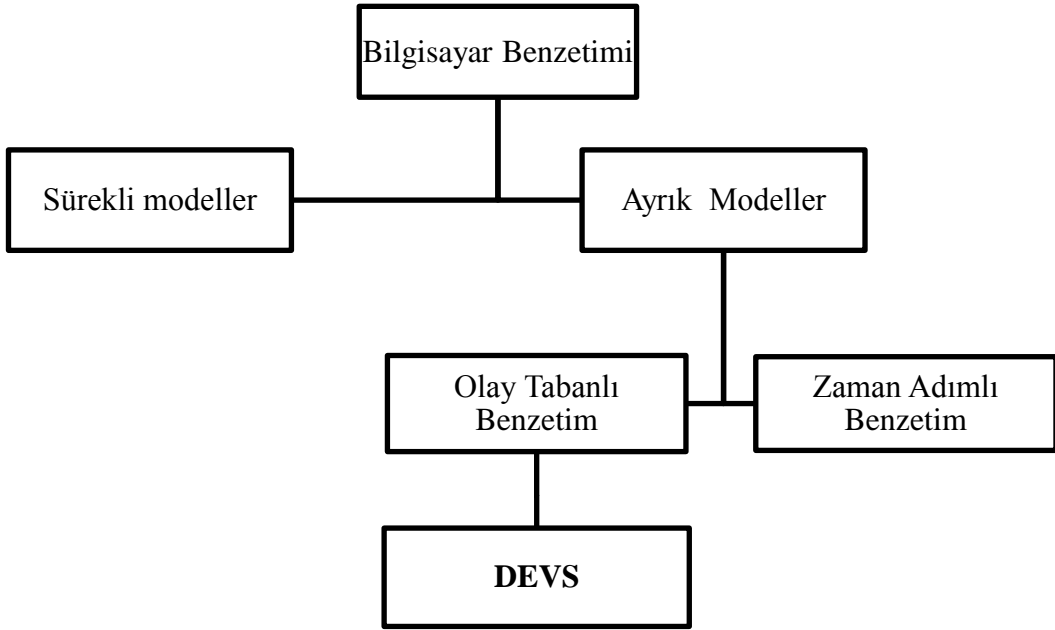 Bilgisayar Benzetimi
Sürekli modeller
Ayrık  Modeller
Olay Tabanlı
Benzetim
Zaman Adımlı
Benzetim
DEVS